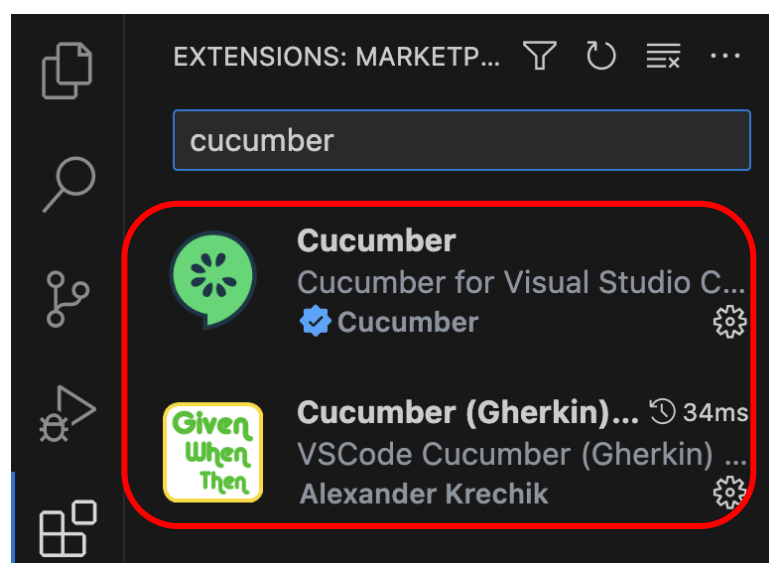 EXTENSIONS: MARKETP...
cucumber
Cucumber
Cucumber for Visual Studio C...
Cucumber
Given
When
Then
Cucumber (Gherkin)... 34ms
VSCode Cucumber (Gherkin) ...
Alexander Krechik